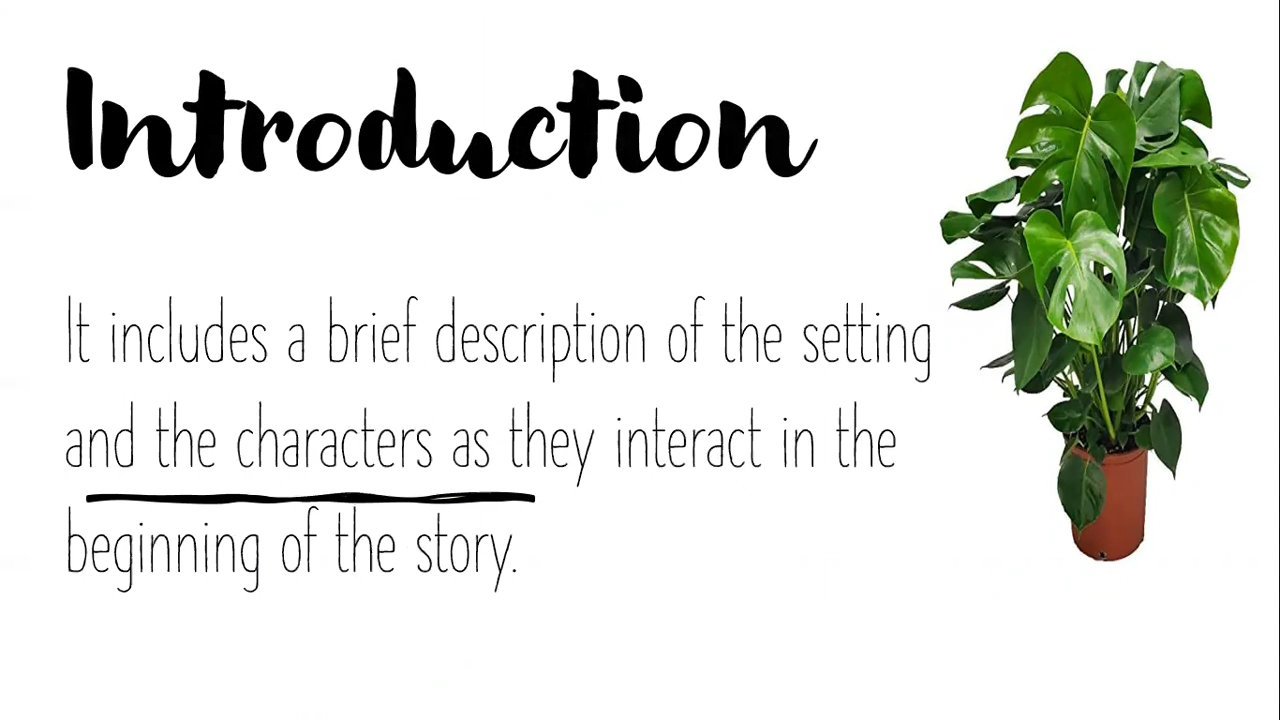 Introduction
It includes a brief description of the setting
and the characters as they interact in the
beginning of the story.